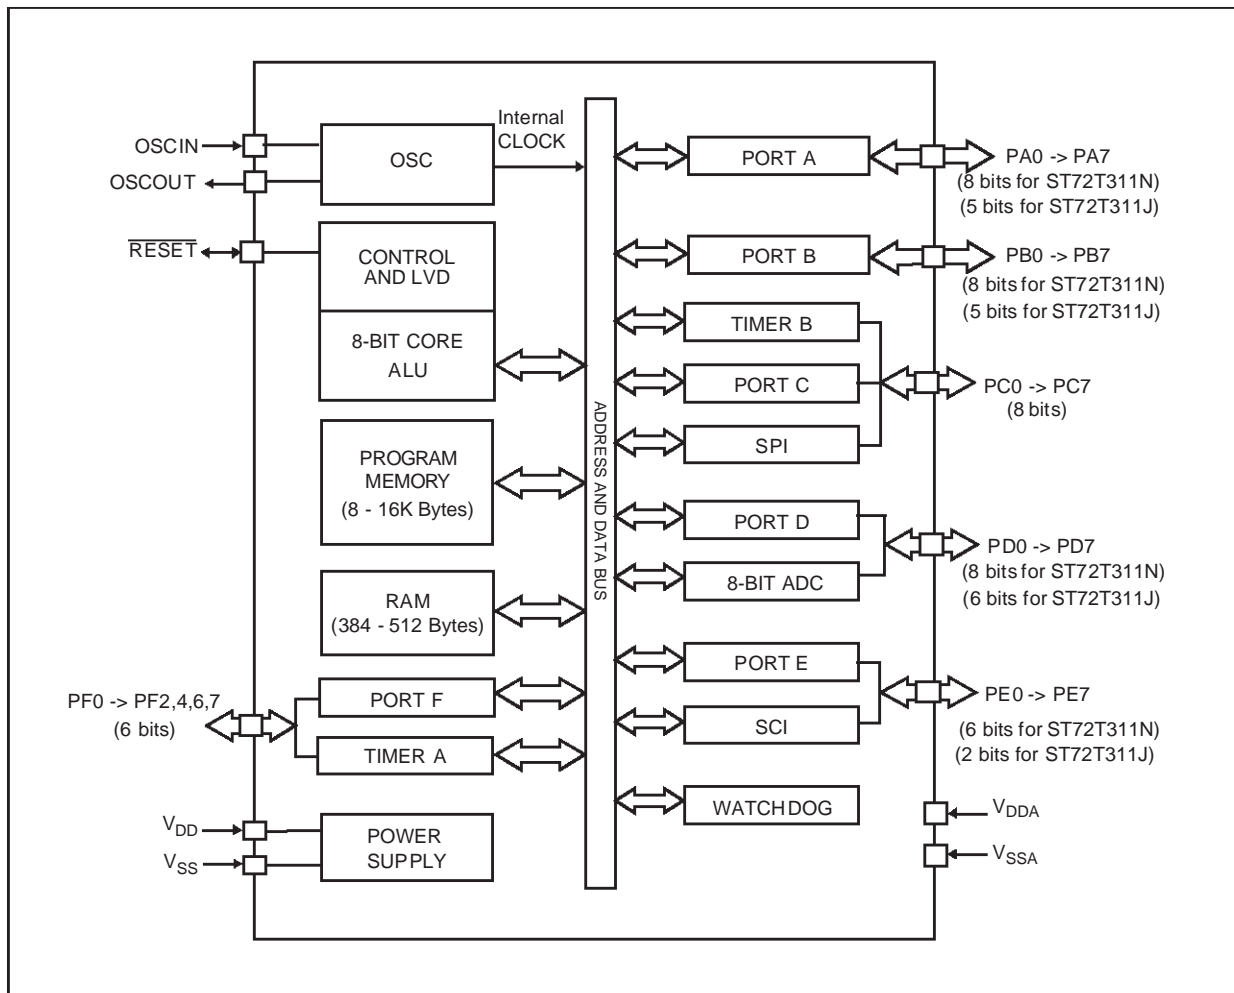 OSCIN
OSCOUT
OSC
Internal
CLOCK
RESET
CONTROL
AND LVD
8-BIT CORE
ALU
PROGRAM
MEMORY
(8 - 16K Bytes)
RAM
(384 - 512 Bytes)
PF0 -> PF2,4,6,7
(6 bits)
PORT F
TIMER A
VDD
VSS
POWER
SUPPLY
ADDRESS AND DATA BUS
PORT A
PA0 -> PA7
(8 bits for ST72T311N)
(5 bits for ST72T311J)
PORT B
PB0 -> PB7
(8 bits for ST72T311N)
(5 bits for ST72T311J)
TIMER B
PORT C
SPI
PC0 -> PC7
(8 bits)
PORT D
8-BIT ADC
PD0 -> PD7
(8 bits for ST72T311N)
(6 bits for ST72T311J)
PORT E
SCI
PE0 -> PE7
(6 bits for ST72T311N)
(2 bits for ST72T311J)
WATCHDOG
VDDA
VSSA